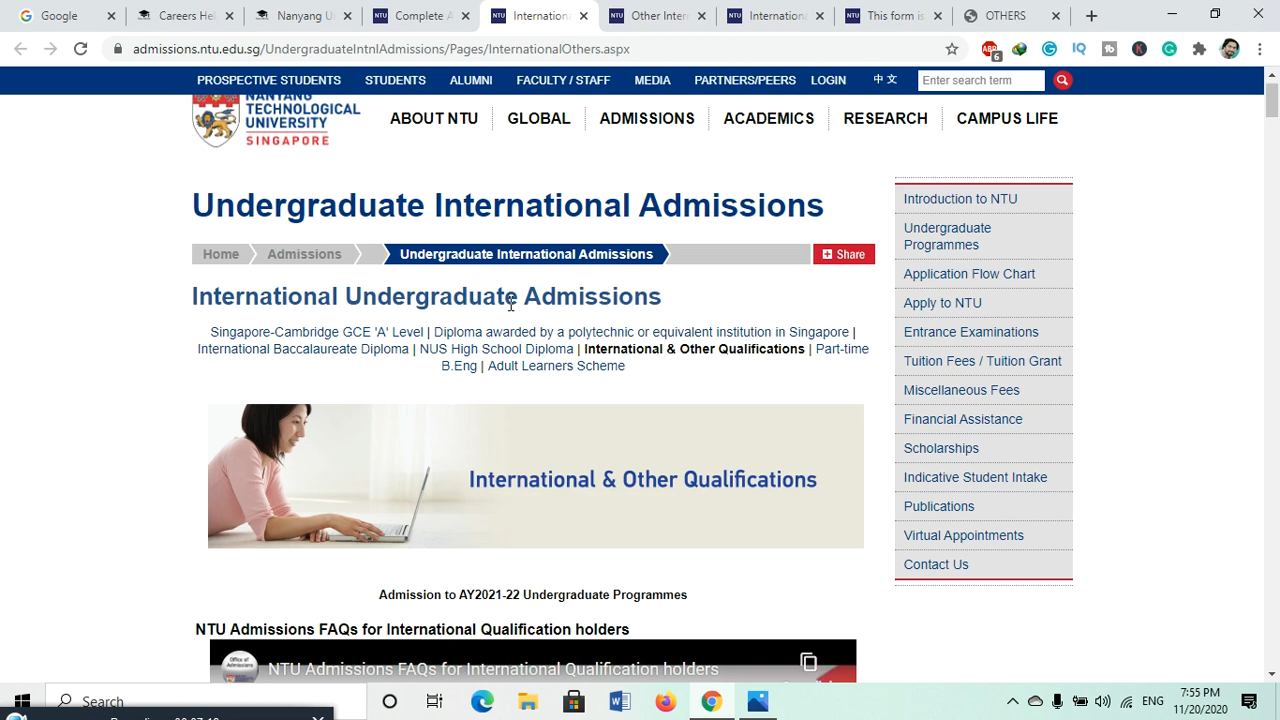 Google
Careers He
Nanyang U
Complete A
Internation
Other Inter
Internation
This form is
OTHERS
admissions.ntu.edu.sg/UndergraduateIntnlAdmissions/Pages/InternationalOthers.aspx
ABP
6
IQ
K
PROSPECTIVE STUDENTS
STUDENTS
ALUMNI
FACULTY / STAFF
MEDIA
PARTNERS/PEERS
LOGIN
中 文
Enter search term
NANYANG
TECHNOLOGICAL
UNIVERSITY
SINGAPORE
ABOUT NTU
GLOBAL
ADMISSIONS
ACADEMICS
RESEARCH
CAMPUS LIFE
Undergraduate International Admissions
Home
Admissions
Undergraduate International Admissions
Share
International Undergraduate Admissions
Singapore-Cambridge GCE 'A' Level | Diploma awarded by a polytechnic or equivalent institution in Singapore |
International Baccalaureate Diploma | NUS High School Diploma | International & Other Qualifications | Part-time
B.Eng | Adult Learners Scheme
International & Other Qualifications
Admission to AY2021-22 Undergraduate Programmes
NTU Admissions FAQs for International Qualification holders
Office of
Admissions
NTU Admissions FAQs for International Qualification holders
Introduction to NTU
Undergraduate
Programmes
Application Flow Chart
Apply to NTU
Entrance Examinations
Tuition Fees / Tuition Grant
Miscellaneous Fees
Financial Assistance
Scholarships
Indicative Student Intake
Publications
Virtual Appointments
Contact Us
Search
ENG
7:55 PM
11/20/2020